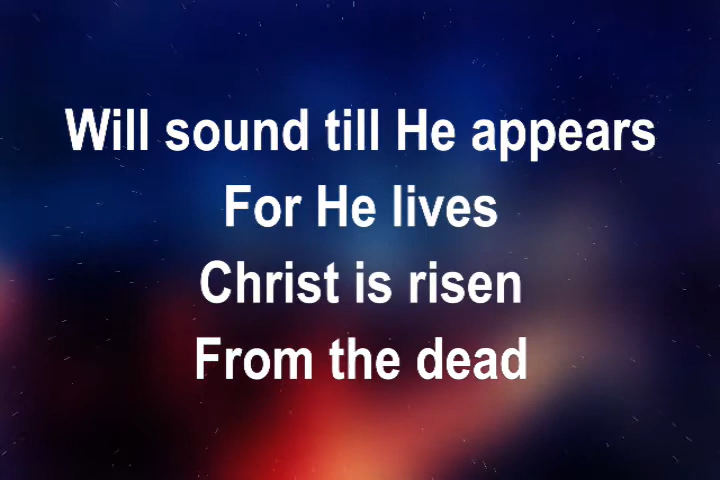 Will sound till He appears
For He lives
Christ is risen
From the dead